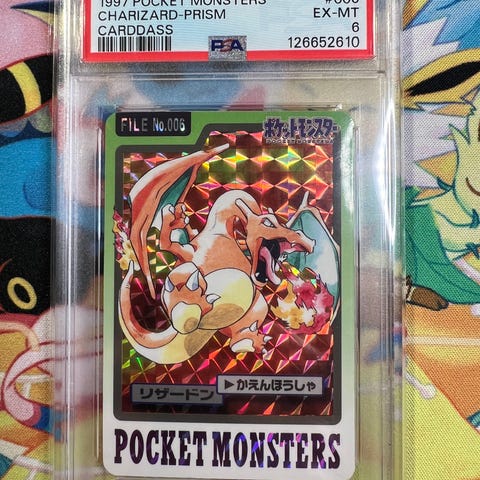 1997 POCKET MONSTERS #006
CHARIZARD-PRISM EX-MT
CARDDASS 6
PSA 126652610
FILE No.006
ポケットモンスター
▶かえんほうしゃ
リザードン
POCKET MONSTERS